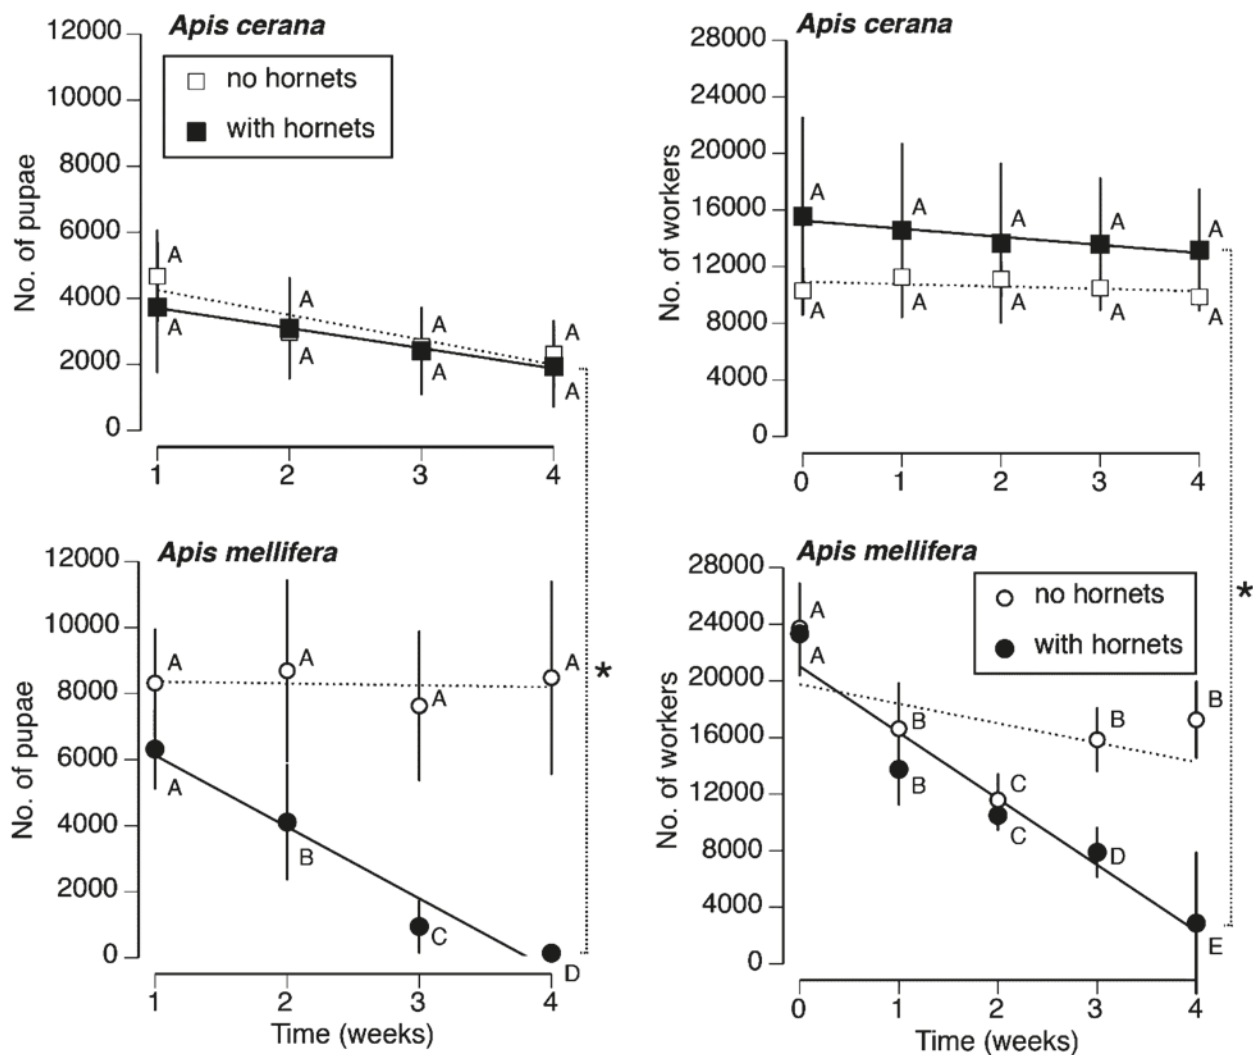 Apis cerana
no hornets
with hornets
No. of pupae
12000
10000
8000
6000
4000
2000
0
A
A
A
A
A
A
A
A
1
2
3
4
Apis cerana
No. of workers
28000
24000
20000
16000
12000
8000
4000
0
A
A
A
A
A
A
A
A
A
A
0
1
2
3
4
Apis mellifera
No. of pupae
12000
10000
8000
6000
4000
2000
0
A
A
A
A
A
B
C
D
*
1
2
3
4
Time (weeks)
Apis mellifera
no hornets
with hornets
No. of workers
28000
24000
20000
16000
12000
8000
4000
0
A
A
B
B
C
C
B
D
B
E
*
0
1
2
3
4
Time (weeks)